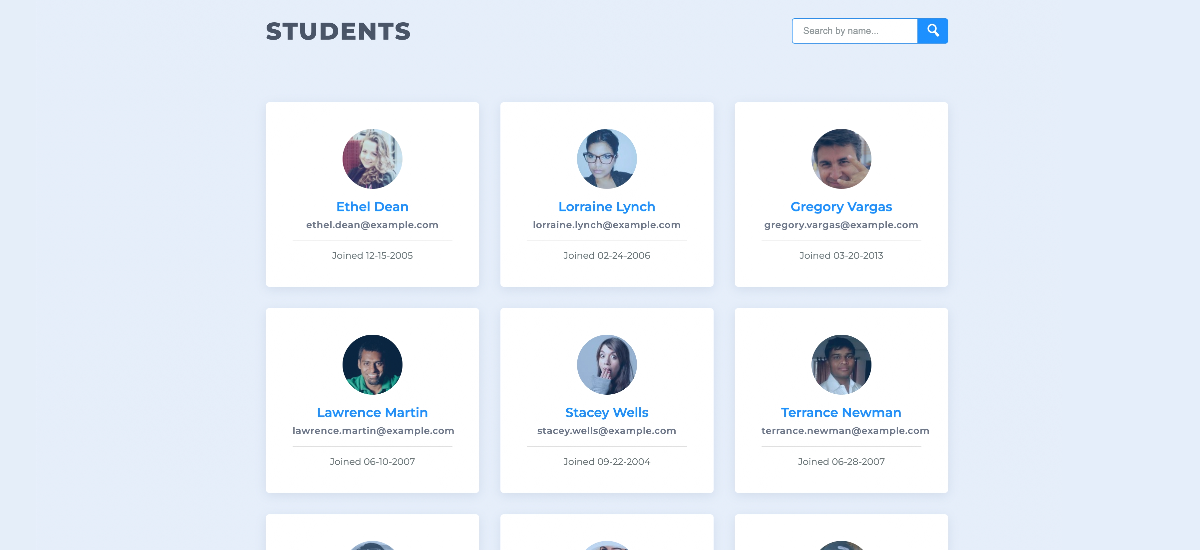 STUDENTS
Search by name...
Ethel Dean
ethel.dean@example.com
Joined 12-15-2005
Lorraine Lynch
lorraine.lynch@example.com
Joined 02-24-2006
Gregory Vargas
gregory.vargas@example.com
Joined 03-20-2013
Lawrence Martin
lawrence.martin@example.com
Joined 06-10-2007
Stacey Wells
stacey.wells@example.com
Joined 09-22-2004
Terrance Newman
terrance.newman@example.com
Joined 06-28-2007